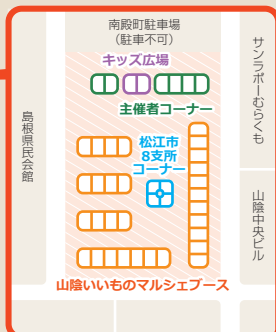 南殿町駐車場
(駐車不可)
キッズ広場
主催者コーナー
松江市
8支所
コーナー
島根県民会館
サンラポーむらくも
山陰中央ビル
山陰いいものマルシェブース